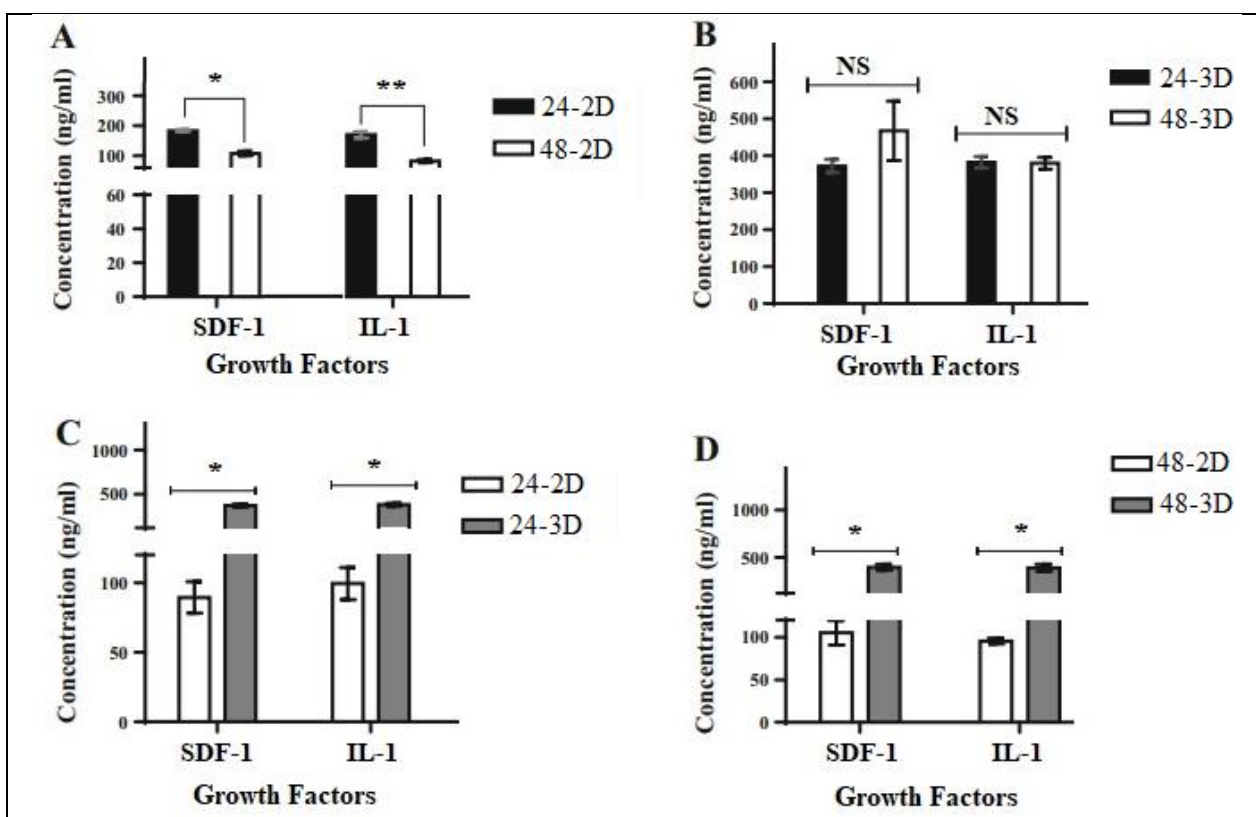 A
Concentration (ng/ml)
300
200
100
60
40
20
0
*
**
24-2D
48-2D
SDF-1 IL-1
Growth Factors
B
Concentration (ng/ml)
600
500
400
300
200
100
0
NS
NS
24-3D
48-3D
SDF-1 IL-1
Growth Factors
C
Concentration (ng/ml)
1000
500
100
50
0
*
*
24-2D
24-3D
SDF-1 IL-1
Growth Factors
D
Concentration (ng/ml)
1000
500
100
50
0
*
*
48-2D
48-3D
SDF-1 IL-1
Growth Factors